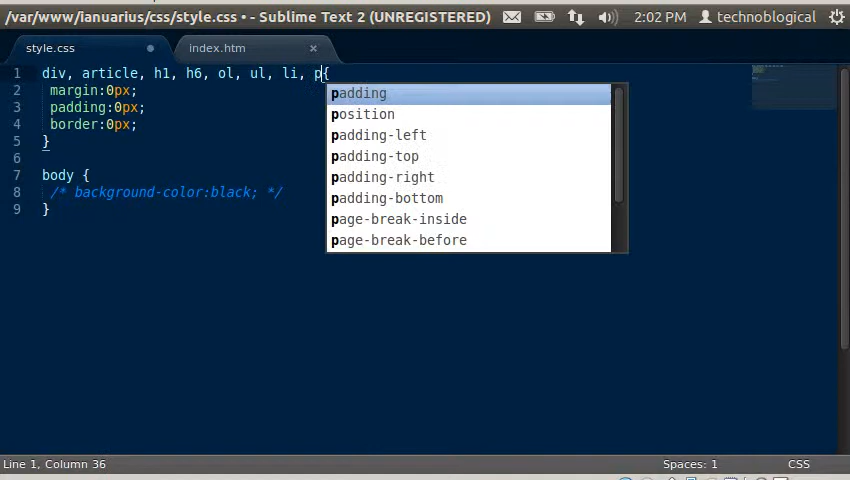 /var/www/ianuarius/css/style.css • - Sublime Text 2 (UNREGISTERED) 2:02 PM technoblogical
style.css index.htm ×
1 div, article, h1, h6, ol, ul, li, p{
2 margin:0px;
3 padding:0px;
4 border:0px;
5 }
6
7 body {
8 /* background-color:black; */
9 }
padding
position
padding-left
padding-top
padding-right
padding-bottom
page-break-inside
page-break-before
Line 1, Column 36 Spaces: 1 CSS